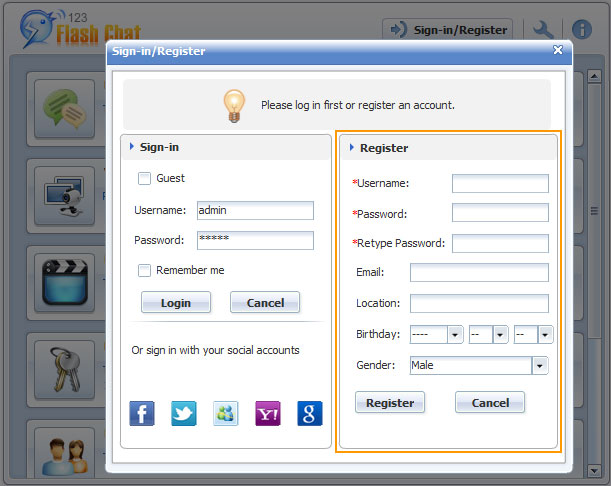 123
Flash Chat
Sign-in/Register
Sign-in/Register
Please log in first or register an account.
Sign-in
Guest
Username: admin
Password: *****
Remember me
Login Cancel
Or sign in with your social accounts
f Y! g
Register
*Username:
*Password:
*Retype Password:
Email:
Location:
Birthday: ---- -- --
Gender: Male
Register Cancel